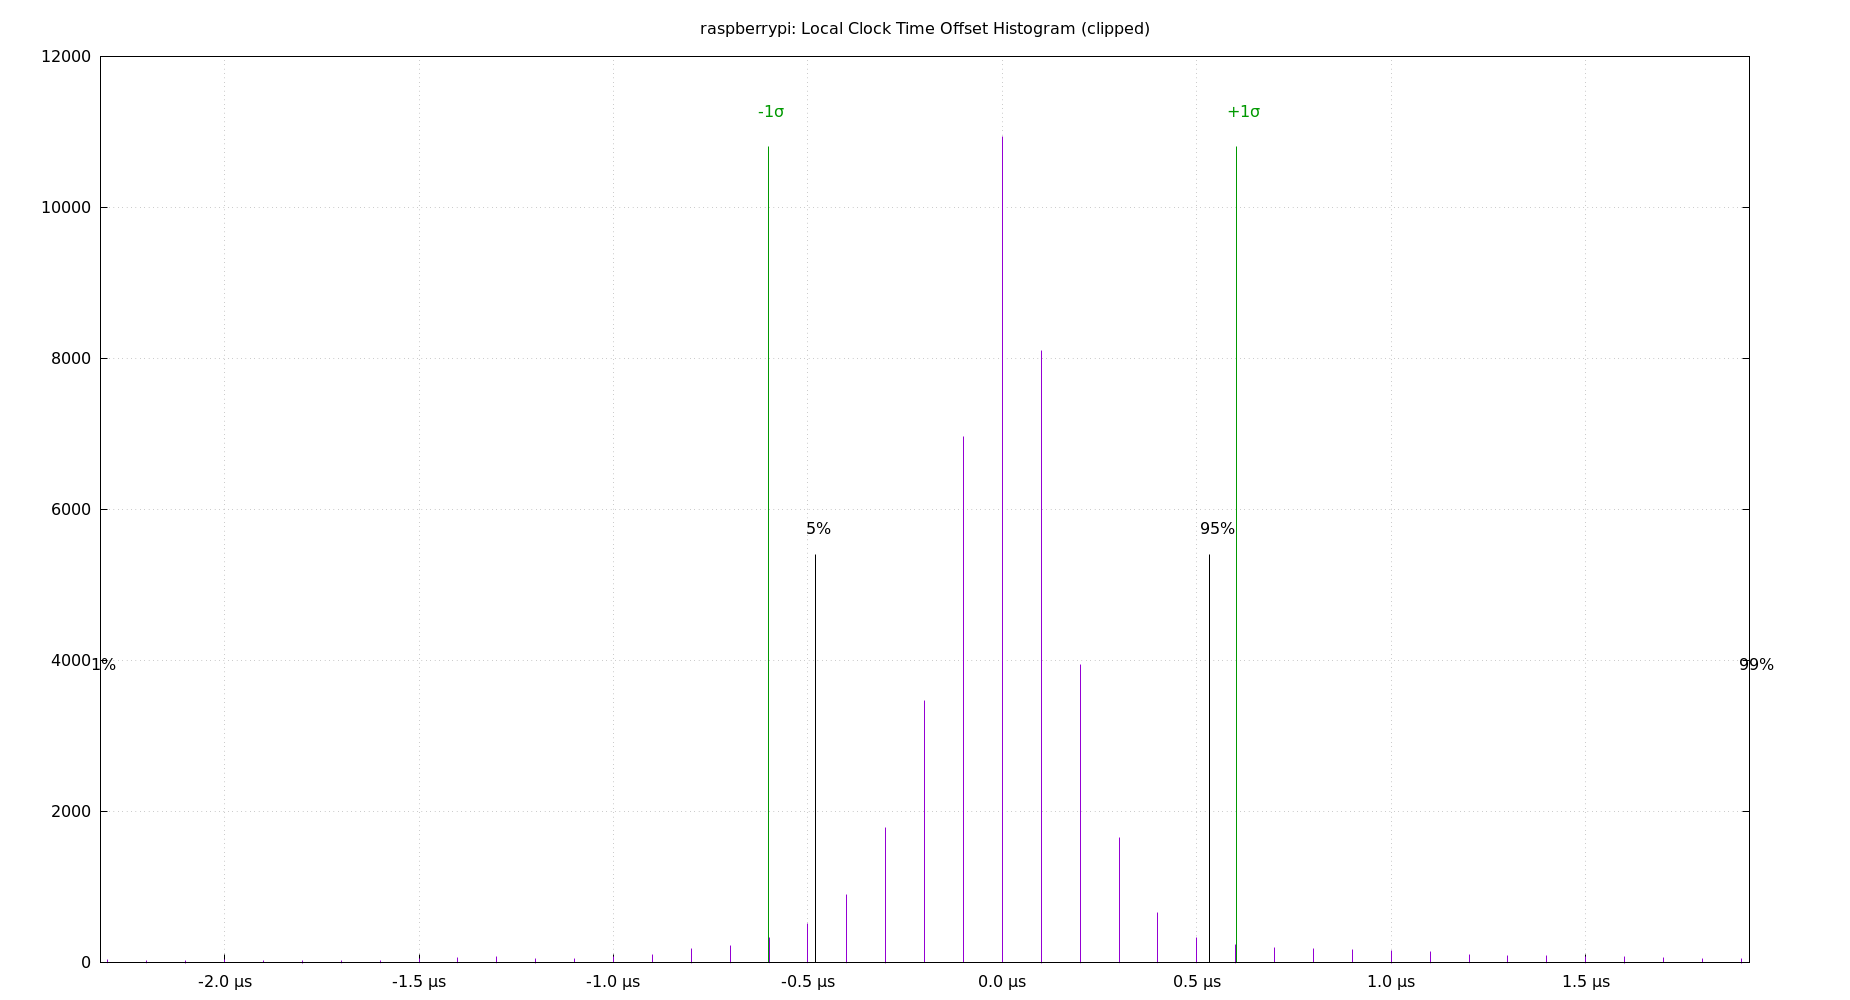 raspberrypi: Local Clock Time Offset Histogram (clipped)
12000
-1σ
+1σ
10000
8000
6000
5%
95%
4000
1%
99%
2000
0
-2.0 µs
-1.5 µs
-1.0 µs
-0.5 µs
0.0 µs
0.5 µs
1.0 µs
1.5 µs